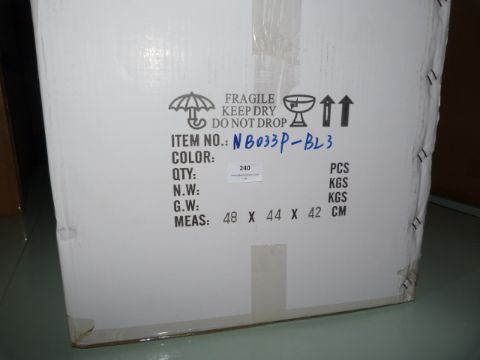 FRAGILE
KEEP DRY
DO NOT DROP
ITEM NO.: NB033P-BL3
COLOR:
QTY: PCS
N.W: KGS
G.W: KGS
MEAS: 48 X 44 X 42 CM
240